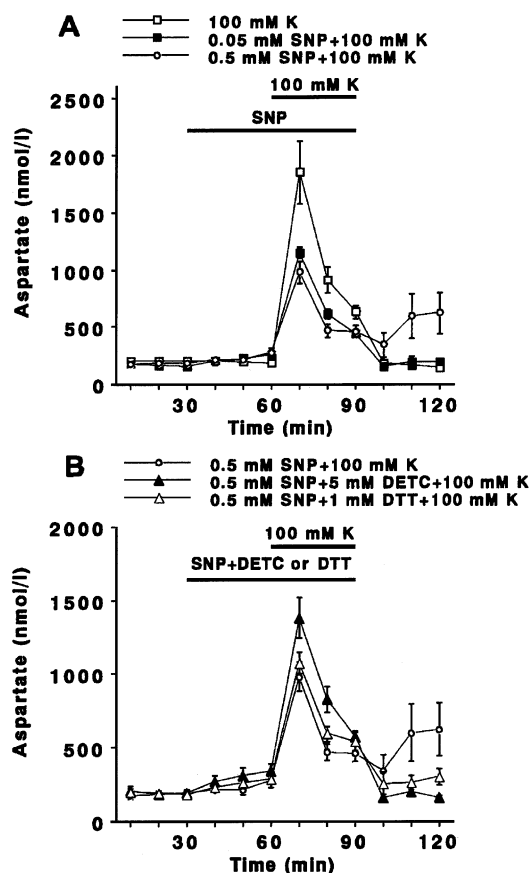 A
100 mM K
0.05 mM SNP+100 mM K
0.5 mM SNP+100 mM K
100 mM K
SNP
2500
2000
1500
1000
500
0
Aspartate (nmol/l)
30 60 90 120
Time (min)
B
0.5 mM SNP+100 mM K
0.5 mM SNP+5 mM DETC+100 mM K
0.5 mM SNP+1 mM DTT+100 mM K
100 mM K
SNP+DETC or DTT
2000
1500
1000
500
0
Aspartate (nmol/l)
30 60 90 120
Time (min)